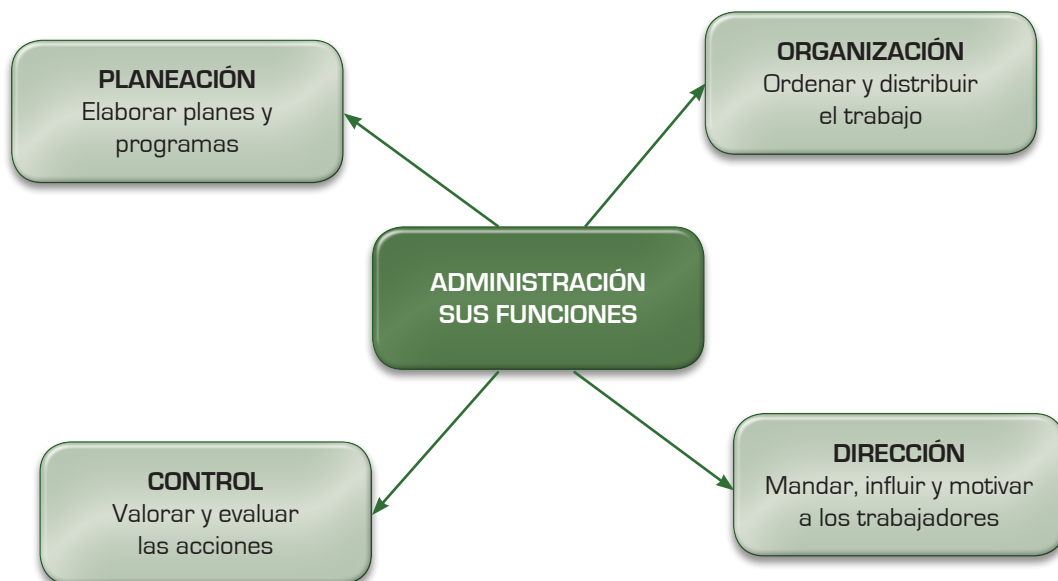 PLANEACIÓN
Elaborar planes y
programas
ORGANIZACIÓN
Ordenar y distribuir
el trabajo
ADMINISTRACIÓN
SUS FUNCIONES
CONTROL
Valorar y evaluar
las acciones
DIRECCIÓN
Mandar, influir y motivar
a los trabajadores